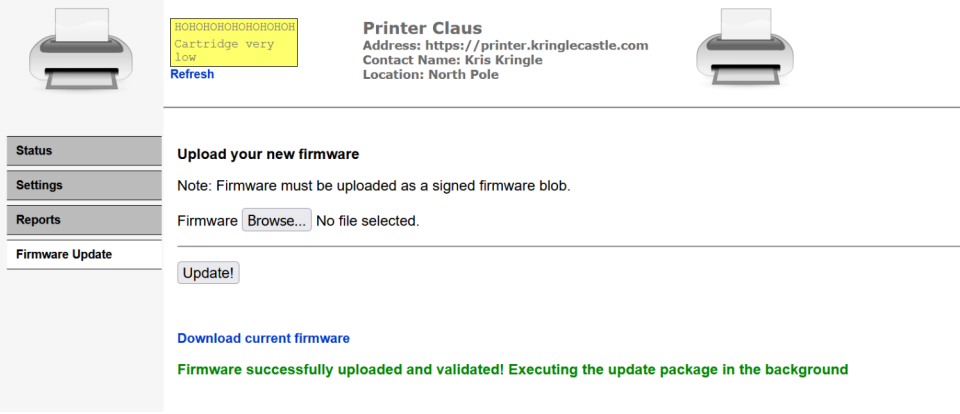 HOHOHOHOHOHOHOHOH
Cartridge very
low
Refresh
Printer Claus
Address: https://printer.kringlecastle.com
Contact Name: Kris Kringle
Location: North Pole
Status
Settings
Reports
Firmware Update
Upload your new firmware
Note: Firmware must be uploaded as a signed firmware blob.
Firmware Browse... No file selected.
Update!
Download current firmware
Firmware successfully uploaded and validated! Executing the update package in the background